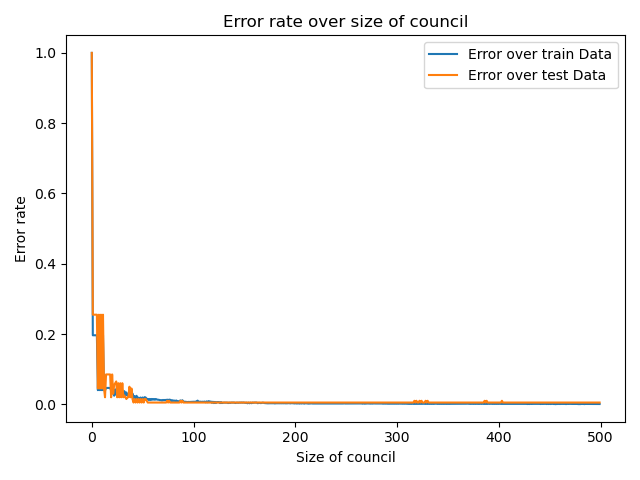 Error rate over size of council
Error over train Data
Error over test Data
1.0
0.8
0.6
0.4
0.2
0.0
Error rate
0
100
200
300
400
500
Size of council